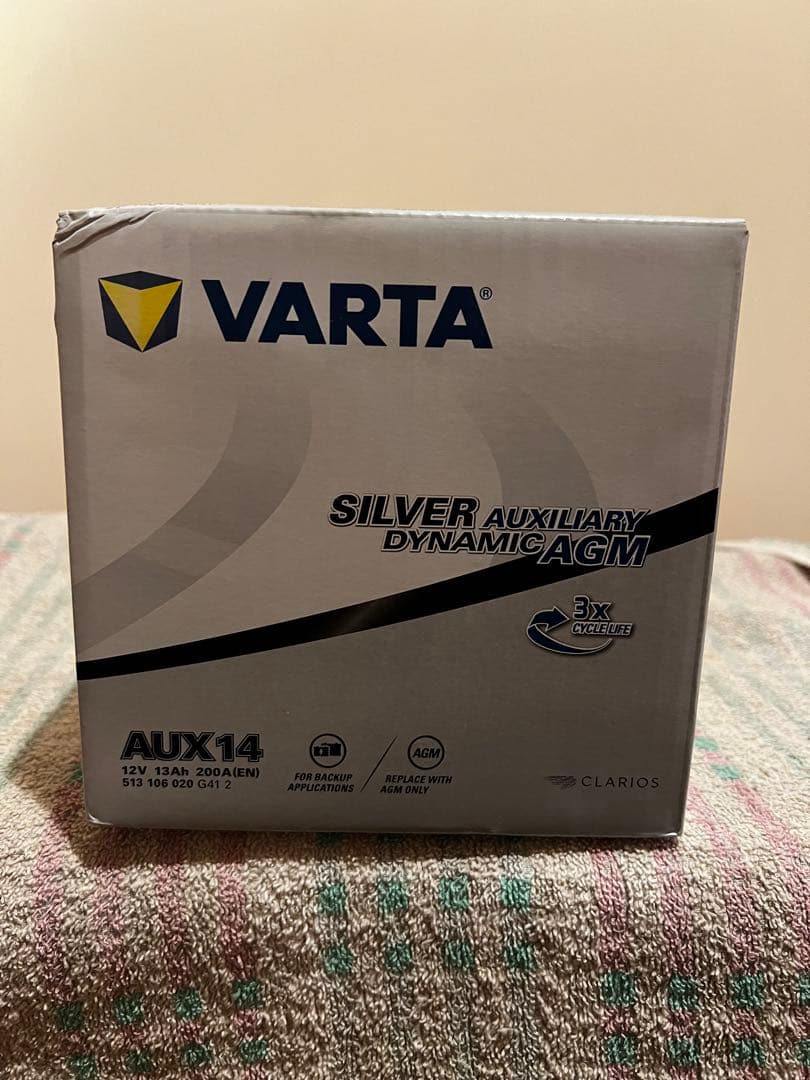 VARTA®
SILVER AUXILIARY
DYNAMIC AGM
3x
CYCLE LIFE
AUX14
12V 13Ah 200A(EN)
513 106 020 G41 2
FOR BACKUP
APPLICATIONS
AGM
REPLACE WITH
AGM ONLY
CLARIOS